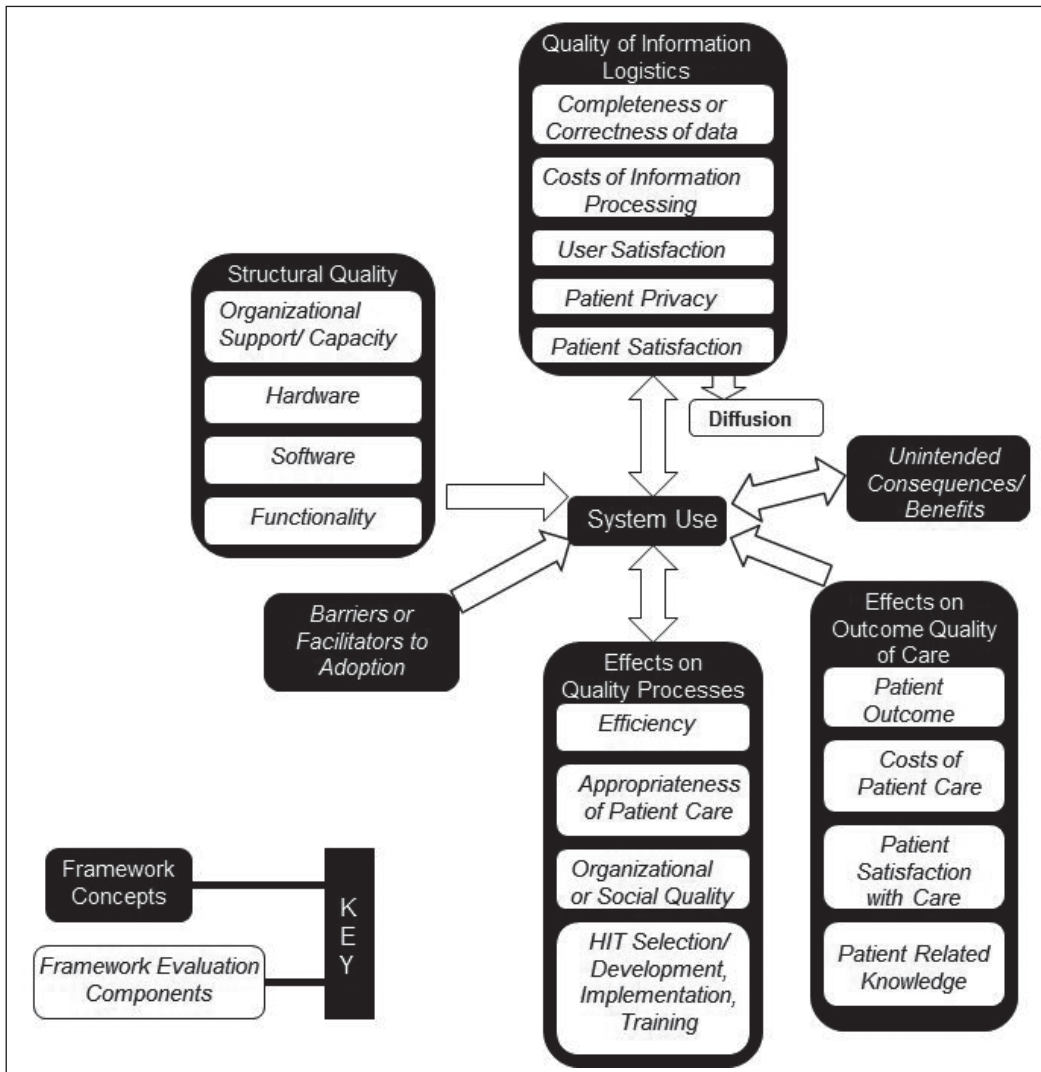 Quality of Information
Logistics
Completeness or
Correctness of data
Costs of Information
Processing
User Satisfaction
Patient Privacy
Patient Satisfaction
Diffusion
Structural Quality
Organizational
Support/ Capacity
Hardware
Software
Functionality
System Use
Unintended
Consequences/
Benefits
Barriers or
Facilitators to
Adoption
Effects on
Quality Processes
Efficiency
Appropriateness
of Patient Care
Organizational
or Social Quality
HIT Selection/
Development,
Implementation,
Training
Effects on
Outcome Quality
of Care
Patient
Outcome
Costs of
Patient Care
Patient
Satisfaction
with Care
Patient Related
Knowledge
Framework
Concepts
Framework Evaluation
Components
K
E
Y